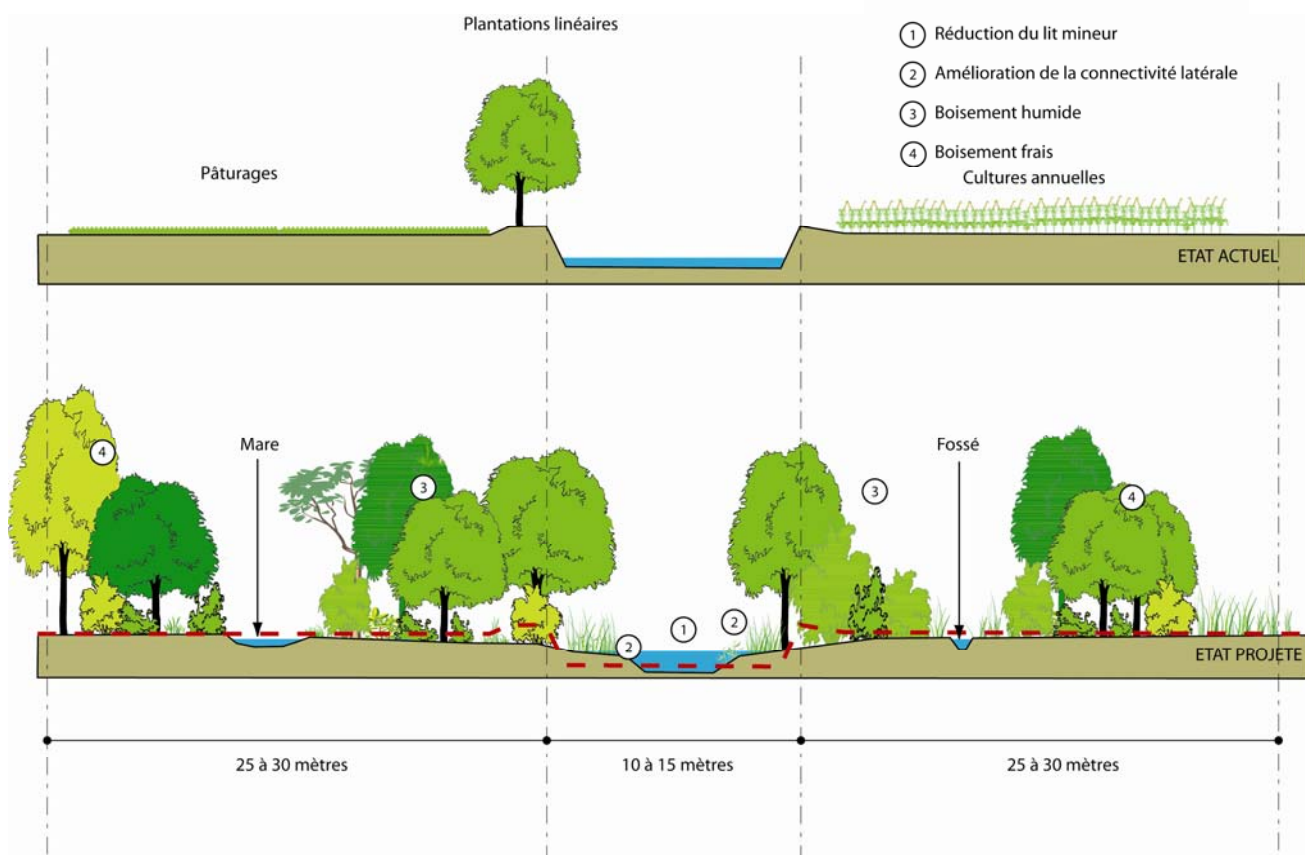 Plantations linéaires
1 Réduction du lit mineur
2 Amélioration de la connectivité latérale
3 Boisement humide
4 Boisement frais
Pâturages
Cultures annuelles
ETAT ACTUEL
4
Mare
3
3
Fossé
4
1
2
2
ETAT PROJETE
25 à 30 mètres
10 à 15 mètres
25 à 30 mètres